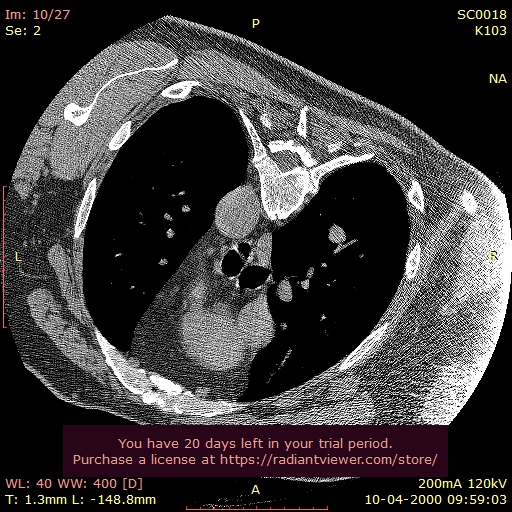 Im: 10/27
Se: 2
P
SC0018
K103
NA
L
R
You have 20 days left in your trial period.
Purchase a license at https://radiantviewer.com/store/
WL: 40 WW: 400 [D]
T: 1.3mm L: -148.8mm
A
200mA 120kV
10-04-2000 09:59:03